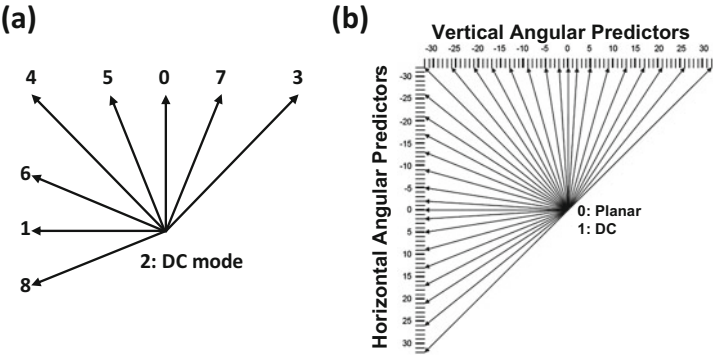 (a)
4 5 0 7 3
6
1
2: DC mode
8
(b)
Vertical Angular Predictors
-30 -25 -20 -15 -10 -5 0 5 10 15 20 25 30
Horizontal Angular Predictors
-30
-25
-20
-15
-10
-5
0
5
10
15
20
25
30
0: Planar
1: DC